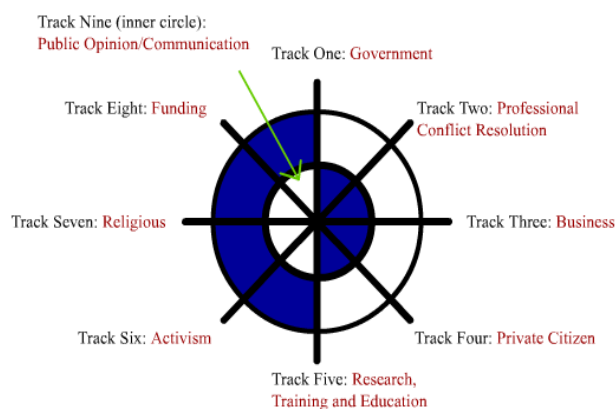 Track Nine (inner circle):
Public Opinion/Communication
Track One: Government
Track Eight: Funding
Track Two: Professional
Conflict Resolution
Track Seven: Religious
Track Three: Business
Track Six: Activism
Track Four: Private Citizen
Track Five: Research,
Training and Education